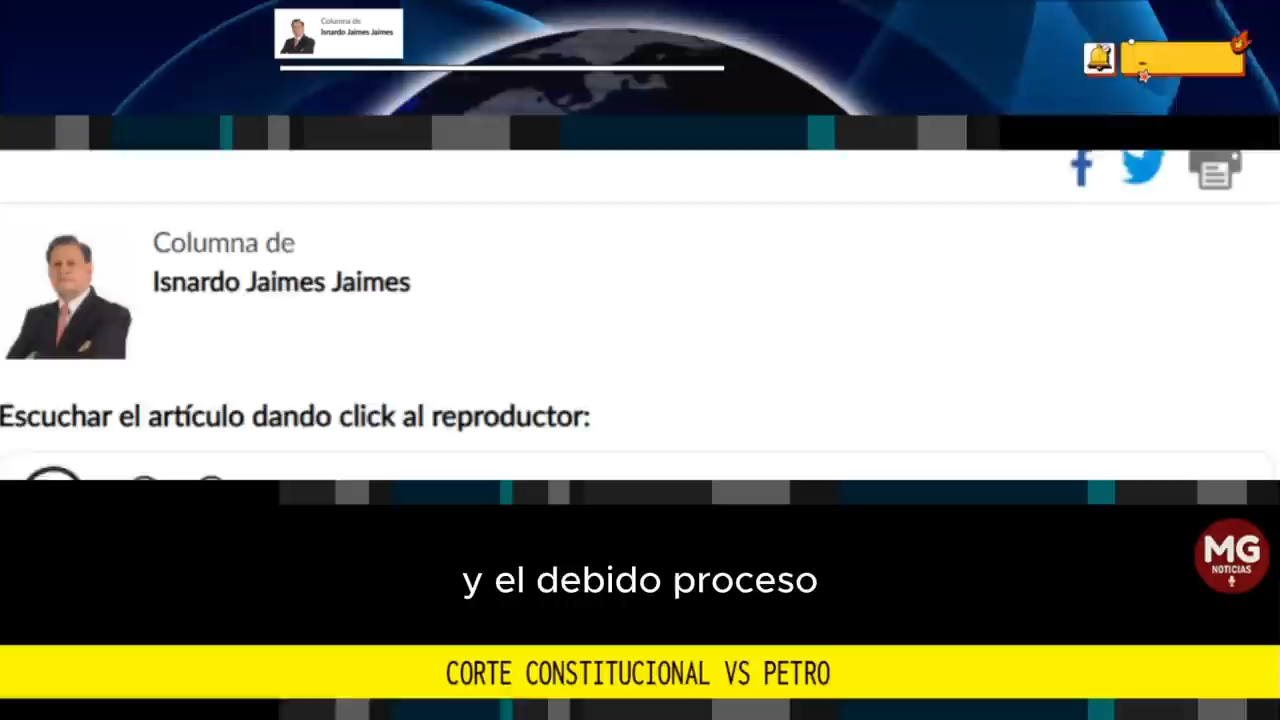 Columna de
Isnardo Jaimes Jaimes
Columna de
Isnardo Jaimes Jaimes
Escuchar el artículo dando click al reproductor:
MG
NOTICIAS
y el debido proceso
CORTE CONSTITUCIONAL VS PETRO